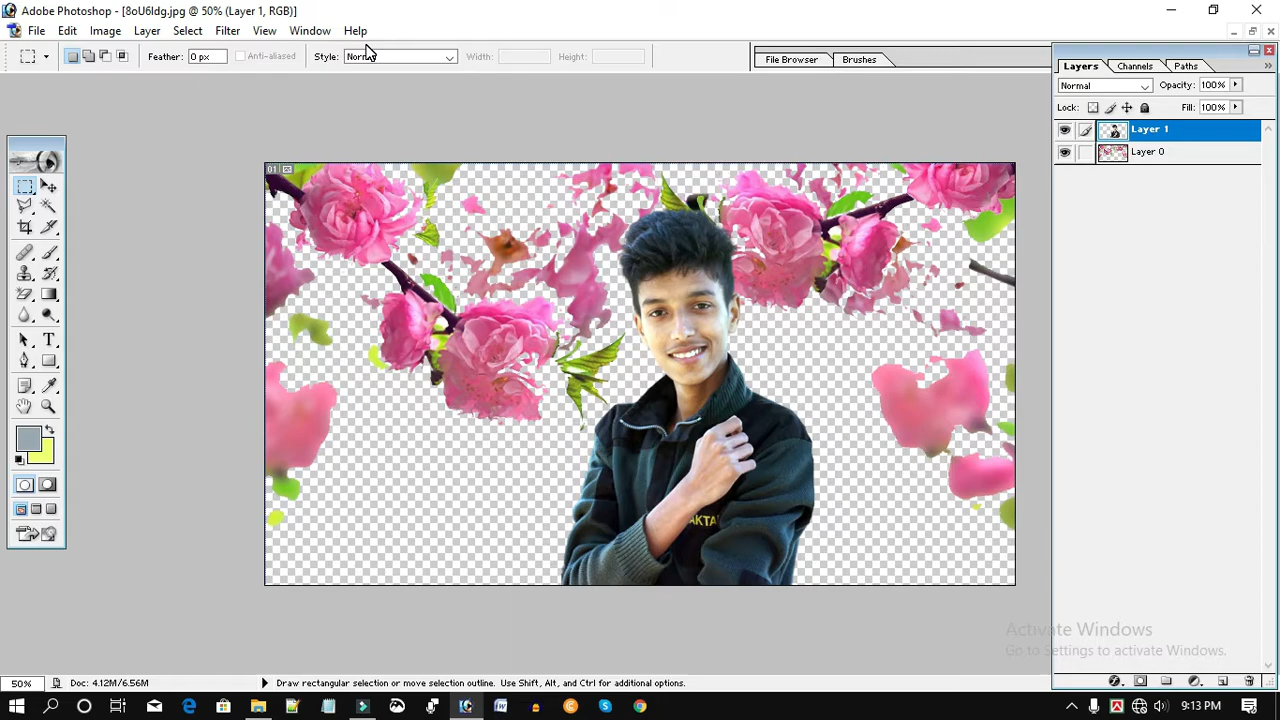 Adobe Photoshop - [8oU6Idg.jpg @ 50% (Layer 1, RGB)]
File Edit Image Layer Select Filter View Window Help
Feather: 0 px Anti-aliased Style: Normal Width: Height: File Browser Brushes
Layers Channels Paths
Normal Opacity: 100%
Lock: Fill: 100%
Layer 1
Layer 0
01
AKTA
Activate Windows
Go to Settings to activate Windows.
50% Doc: 4.12M/6.56M Draw rectangular selection or move selection outline. Use Shift, Alt, and Ctrl for additional options.
9:13 PM